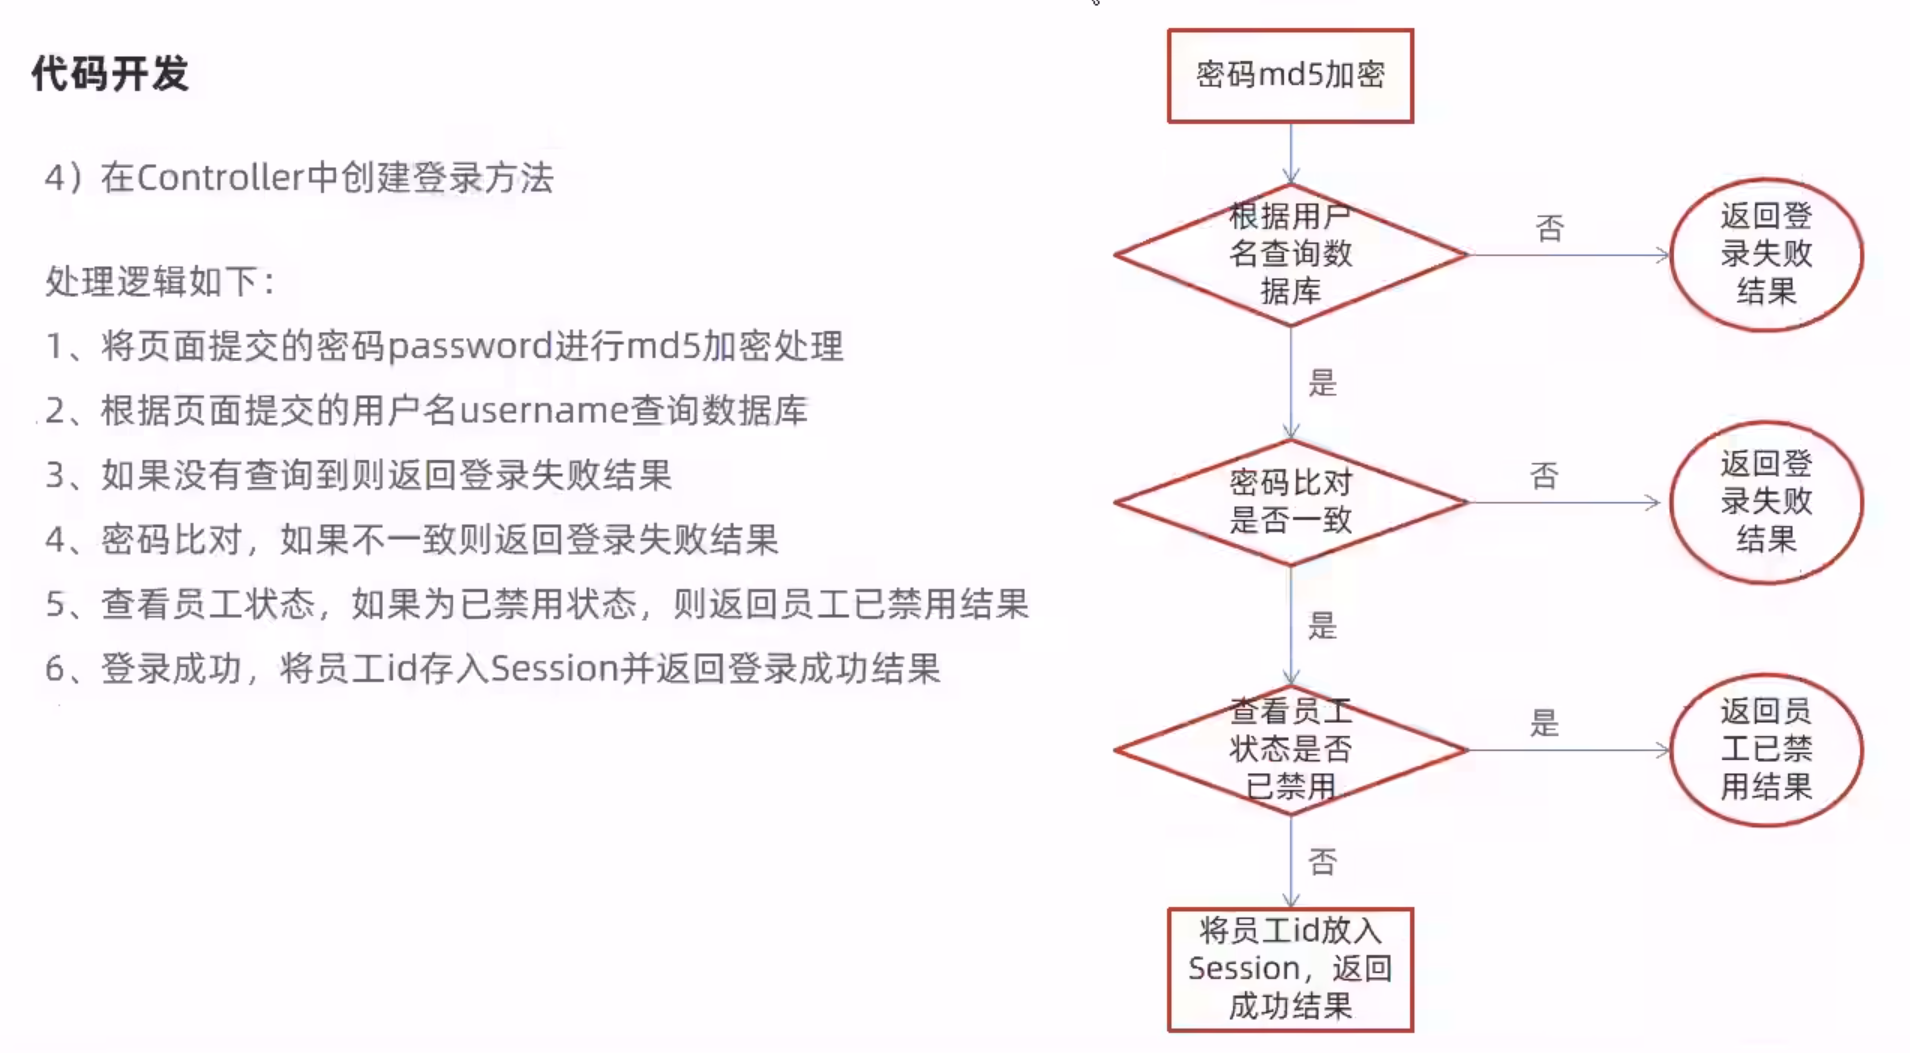 代码开发
4）在Controller中创建登录方法
处理逻辑如下：
1、将页面提交的密码password进行md5加密处理
2、根据页面提交的用户名username查询数据库
3、如果没有查询到则返回登录失败结果
4、密码比对，如果不一致则返回登录失败结果
5、查看员工状态，如果为已禁用状态，则返回员工已禁用结果
6、登录成功，将员工id存入Session并返回登录成功结果
密码md5加密
根据用户
名查询数
据库
否
返回登
录失败
结果
是
密码比对
是否一致
否
返回登
录失败
结果
是
查看员工
状态是否
已禁用
是
返回员
工已禁
用结果
否
将员工id放入
Session，返回
成功结果